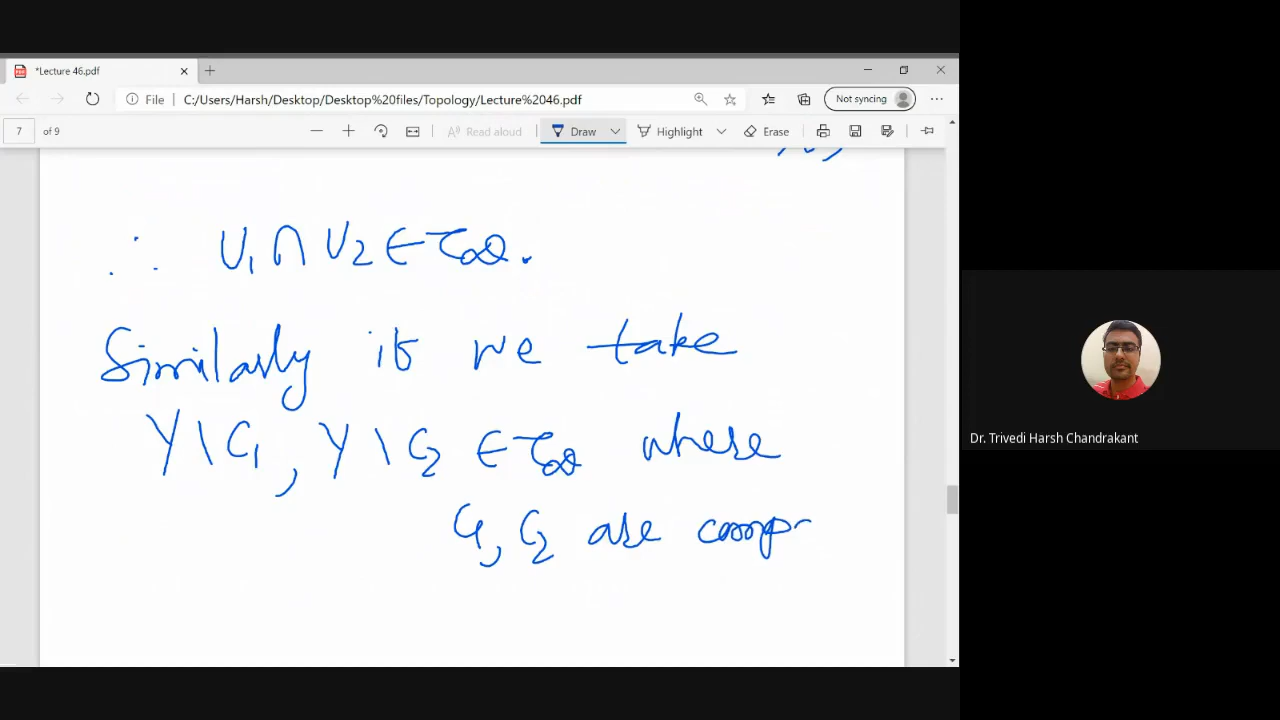 *Lecture 46.pdf
File | C:/Users/Harsh/Desktop/Desktop%20files/Topology/Lecture%2046.pdf
Not syncing
7 of 9
Read aloud
Draw
Highlight
Erase
∴ U₁ ∩ U₂ ∈ τ∞.
Similarly if we take
Y \ C₁, Y \ C₂ ∈ τ∞ where
C₁, C₂ are comp
Dr. Trivedi Harsh Chandrakant